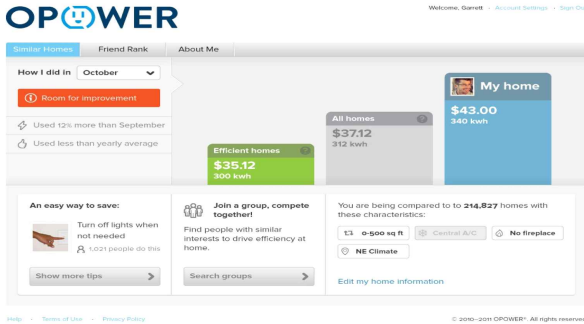 OPOWER
Welcome, Garrett · Account Settings · Sign Ou
Similar Homes Friend Rank About Me
How I did in October
Room for improvement
Used 12% more than September
Used less than yearly average
My home
$43.00
340 kwh
All homes
$37.12
312 kwh
Efficient homes
$35.12
300 kwh
An easy way to save:
Turn off lights when
not needed
1,021 people do this
Show more tips
Join a group, compete
together!
Find people with similar
interests to drive efficiency at
home.
Search groups
You are being compared to to 214,827 homes with
these characteristics:
0-500 sq ft Central A/C No fireplace
NE Climate
Edit my home information
Help · Terms of Use · Privacy Policy
© 2010–2011 OPOWER®. All rights reserve